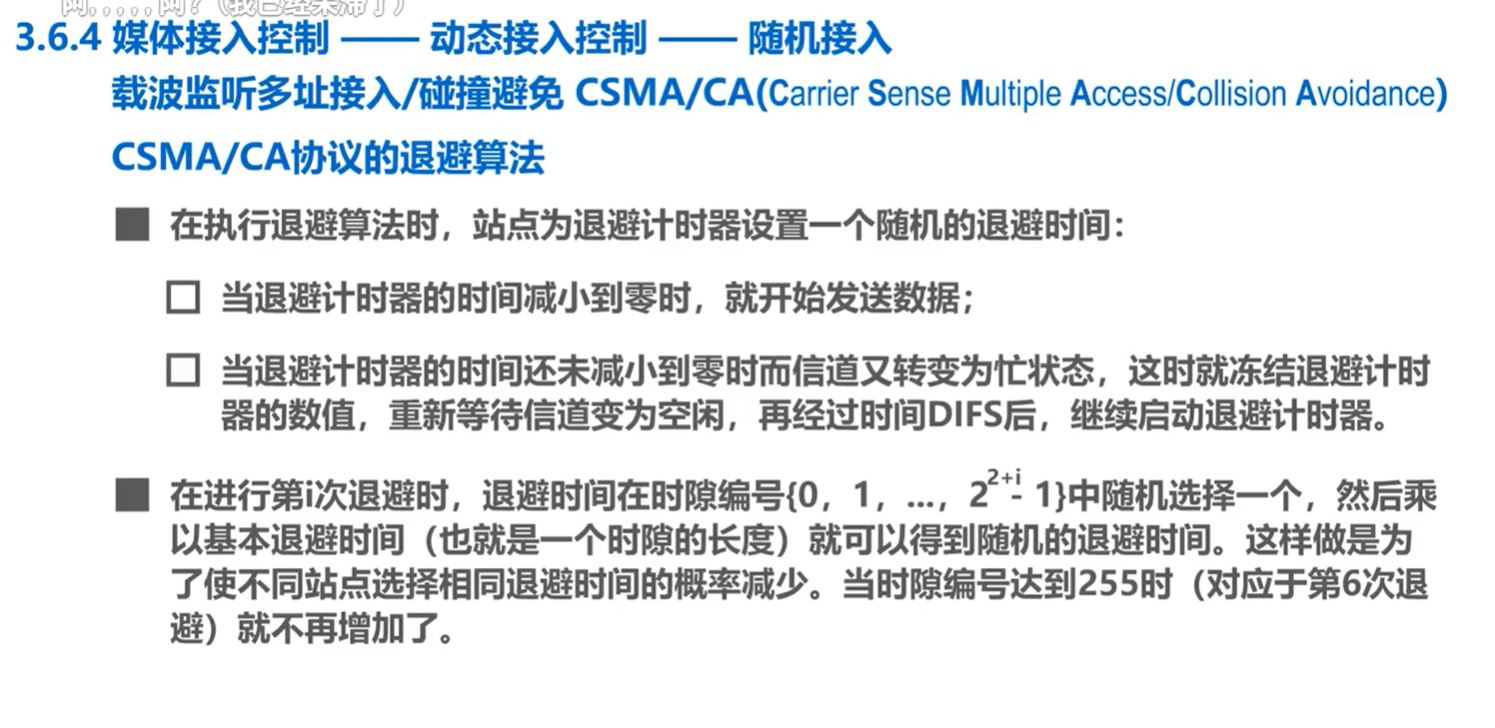 阿,,,,,阿？(我已经呆滞了)
3.6.4 媒体接入控制 —— 动态接入控制 —— 随机接入
载波监听多址接入/碰撞避免 CSMA/CA(Carrier Sense Multiple Access/Collision Avoidance)
CSMA/CA协议的退避算法
■ 在执行退避算法时，站点为退避计时器设置一个随机的退避时间：
□ 当退避计时器的时间减小到零时，就开始发送数据；
□ 当退避计时器的时间还未减小到零时而信道又转变为忙状态，这时就冻结退避计时
器的数值，重新等待信道变为空闲，再经过时间DIFS后，继续启动退避计时器。
■ 在进行第i次退避时，退避时间在时隙编号{0，1，...，2^{2+i} - 1}中随机选择一个，然后乘
以基本退避时间（也就是一个时隙的长度）就可以得到随机的退避时间。这样做是为
了使不同站点选择相同退避时间的概率减少。当时隙编号达到255时（对应于第6次退
避）就不再增加了。